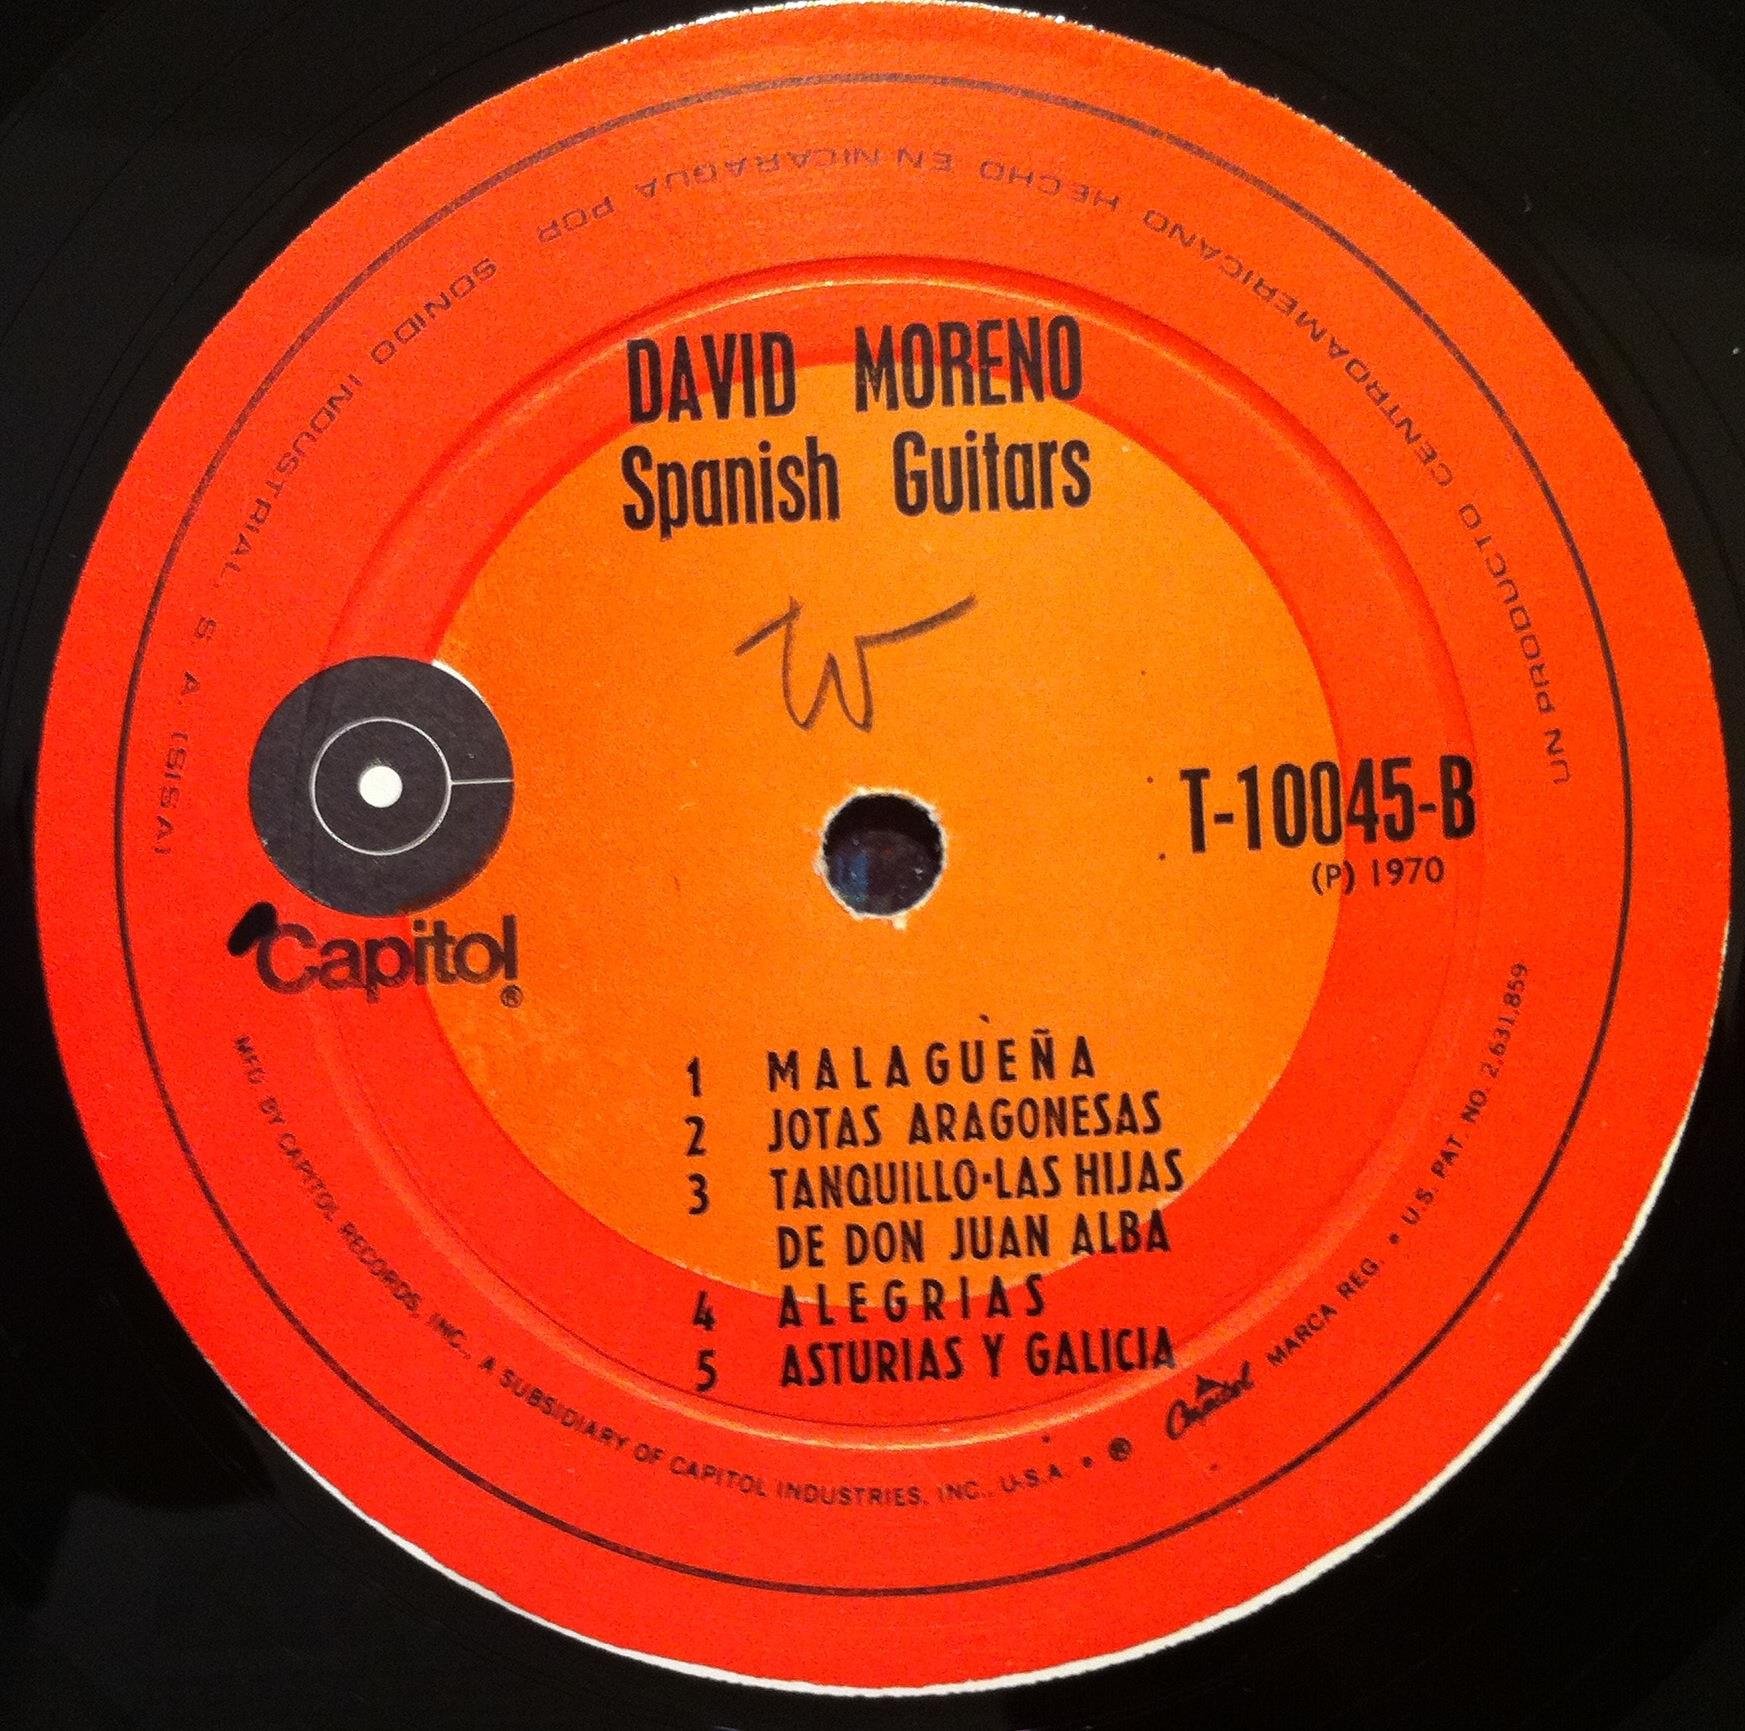 UN PRODUCTO CENTROAMERICANO HECHO EN NICARAGUA POR SONIDO INDUSTRIAL, S. A. (SISA)
DAVID MORENO
Spanish Guitars
W
T-10045-B
(P) 1970
Capitol®
1 MALAGUEÑA
2 JOTAS ARAGONESAS
3 TANQUILLO·LAS HIJAS
DE DON JUAN ALBA
4 ALEGRIAS
5 ASTURIAS Y GALICIA
MFD BY CAPITOL RECORDS, INC., A SUBSIDIARY OF CAPITOL INDUSTRIES, INC., U.S.A. • ® Capitol MARCA REG. • U.S. PAT. NO. 2,631,859